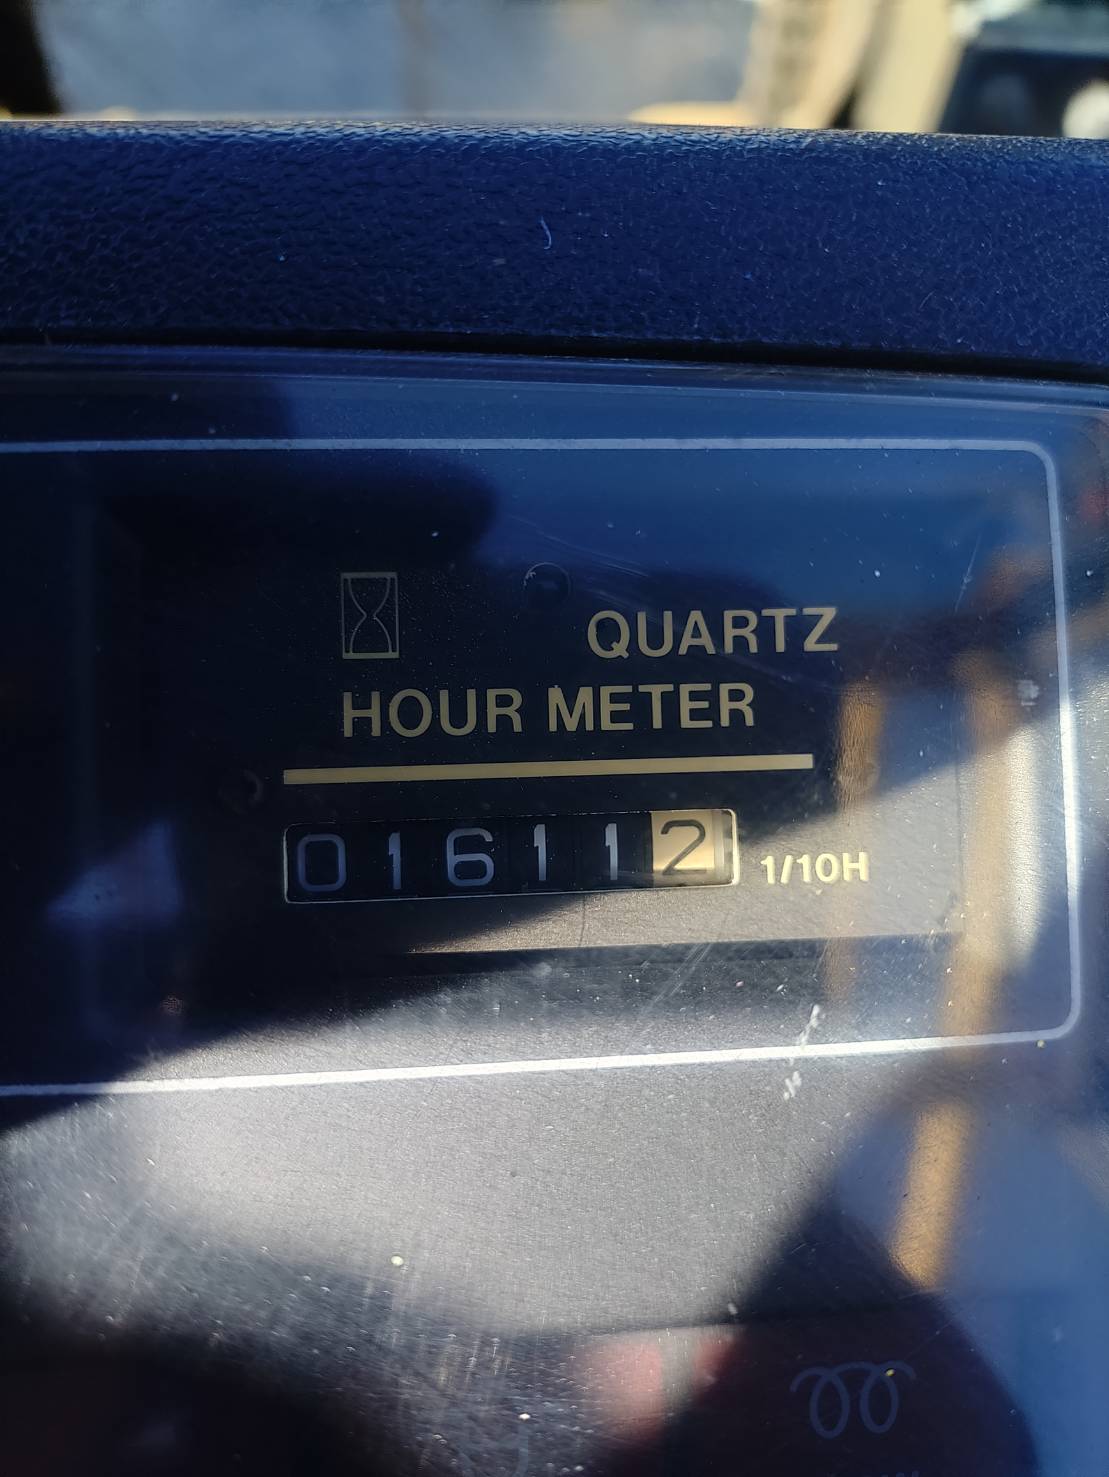 QUARTZ
HOUR METER
016112 1/10H